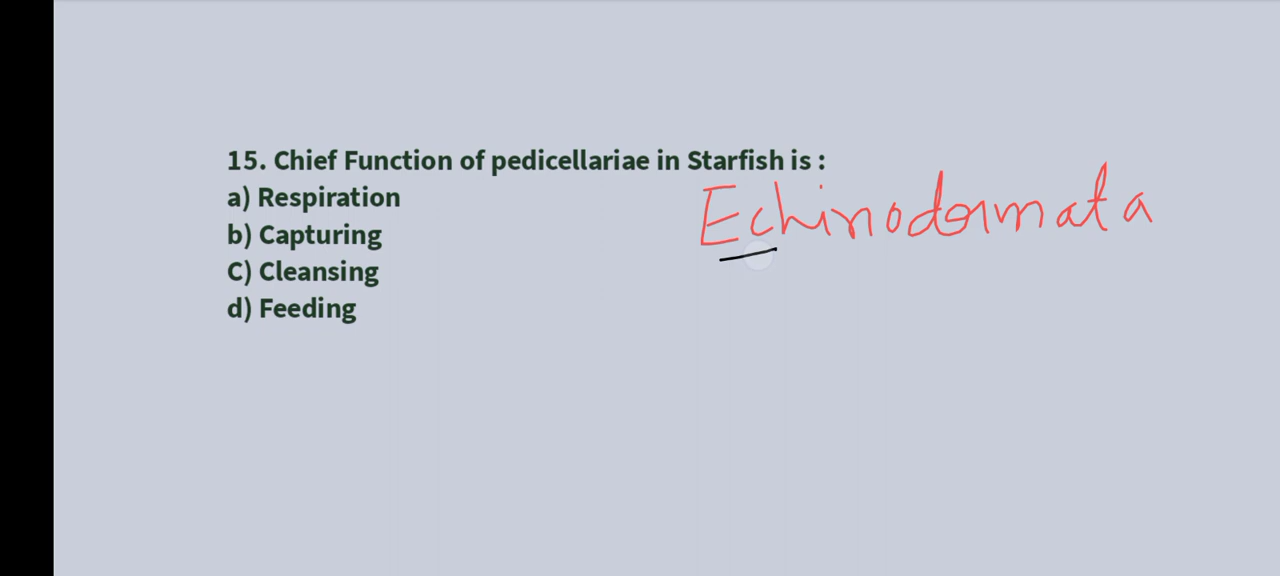 15. Chief Function of pedicellariae in Starfish is :
a) Respiration
b) Capturing
C) Cleansing
d) Feeding
Echinodermata